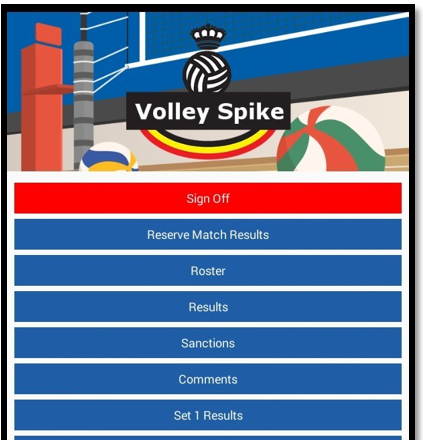 Volley Spike
Sign Off
Reserve Match Results
Roster
Results
Sanctions
Comments
Set 1 Results